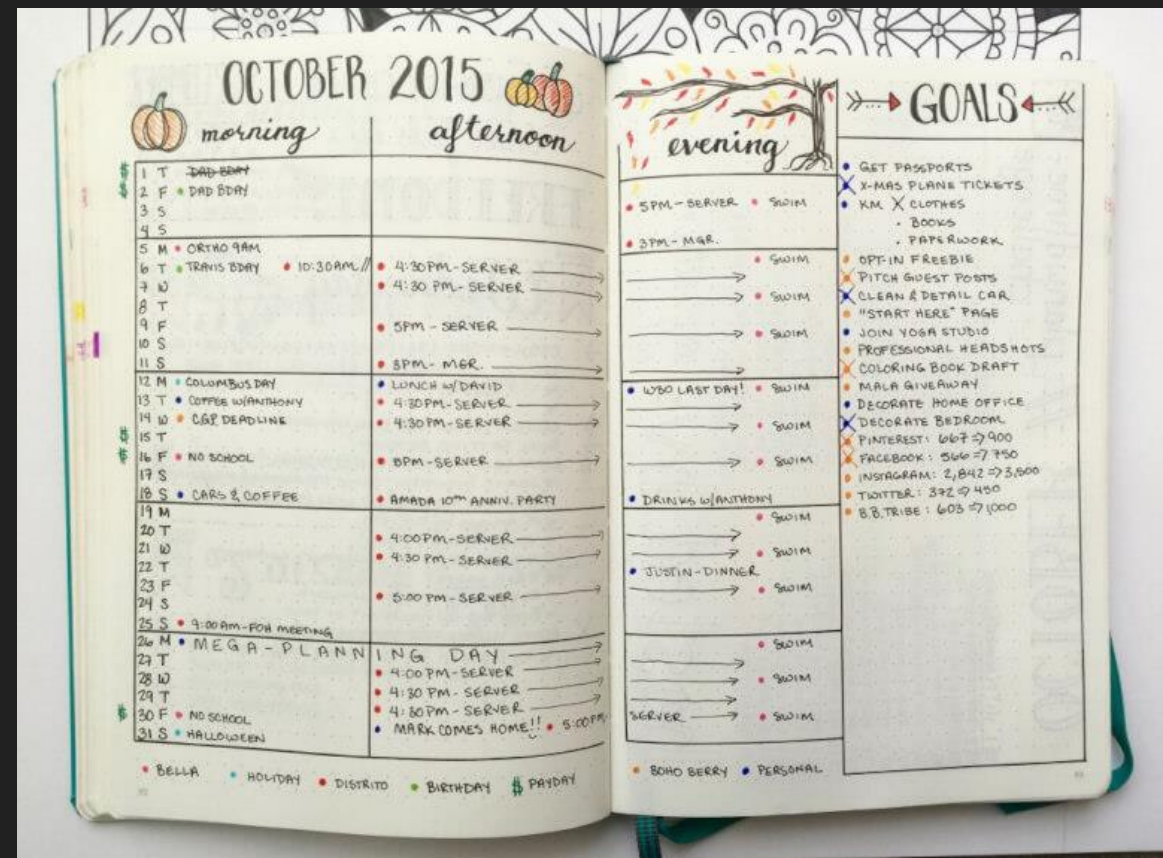 OCTOBER 2015
morning
afternoon
$ 1 T DAD BDAY
$ 2 F • DAD BDAY
3 S
4 S
5 M • ORTHO 9AM
6 T • TRAVIS BDAY • 10:30AM // • 4:30PM-SERVER
7 W • 4:30 PM-SERVER
8 T
9 F • 5PM-SERVER
10 S
11 S • 3PM-MGR.
12 M • COLUMBUS DAY • LUNCH W/DAVID
13 T • COFFEE W/ANTHONY • 4:30PM-SERVER
14 W • CGP DEADLINE • 4:30PM-SERVER
$ 15 T
$ 16 F • NO SCHOOL • 5PM-SERVER
17 S
18 S • CARS & COFFEE • AMADA 10TH ANNIV. PARTY
19 M
20 T • 4:00PM-SERVER
21 W • 4:30 PM-SERVER
22 T
23 F • 5:00 PM-SERVER
24 S
25 S • 9:00AM-FOH MEETING
26 M • MEGA-PLANNING DAY
27 T • 4:00 PM-SERVER
28 W • 4:30 PM-SERVER
29 T • 4:30PM-SERVER
$ 30 F • NO SCHOOL • MARK COMES HOME!! • 5:00PM-
31 S • HALLOWEEN
• BELLA • HOLIDAY • DISTRITO • BIRTHDAY $ PAYDAY
evening
• 5PM-SERVER • SWIM
• 3PM-MGR.
• SWIM
• SWIM
• SWIM
• WBO LAST DAY! • SWIM
• SWIM
• SWIM
• DRINKS W/ANTHONY
• SWIM
• SWIM
• JUSTIN-DINNER
• SWIM
• SWIM
• SWIM
SERVER • SWIM
• BOHO BERRY • PERSONAL
GOALS
• GET PASSPORTS
X X-MAS PLANE TICKETS
• KM X CLOTHES
• BOOKS
• PAPERWORK
• OPT-IN FREEBIE
X PITCH GUEST POSTS
X CLEAN & DETAIL CAR
• "START HERE" PAGE
• JOIN YOGA STUDIO
• PROFESSIONAL HEADSHOTS
X COLORING BOOK DRAFT
• MALA GIVEAWAY
• DECORATE HOME OFFICE
X DECORATE BEDROOM
X PINTEREST: 667 ⇒ 900
X FACEBOOK: 566 ⇒ 750
• INSTAGRAM: 2,842 ⇒ 3,500
• TWITTER: 372 ⇒ 450
• B.B.TRIBE: 603 ⇒ 1000